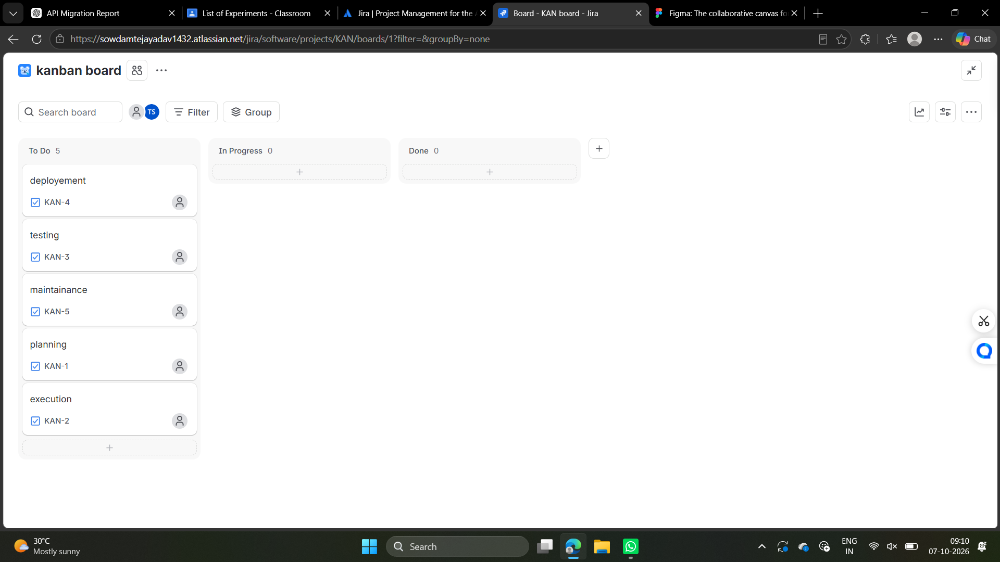 API Migration Report
List of Experiments - Classroom
Jira | Project Management for the
Board - KAN board - Jira
Figma: The collaborative canvas fo
https://sowdamtejayadav1432.atlassian.net/jira/software/projects/KAN/boards/1?filter=&groupBy=none
Chat
kanban board
Search board
TS
Filter
Group
To Do 5
In Progress 0
Done 0
deployement
KAN-4
testing
KAN-3
maintainance
KAN-5
planning
KAN-1
execution
KAN-2
30°C
Mostly sunny
Search
ENG
IN
09:10
07-10-2026